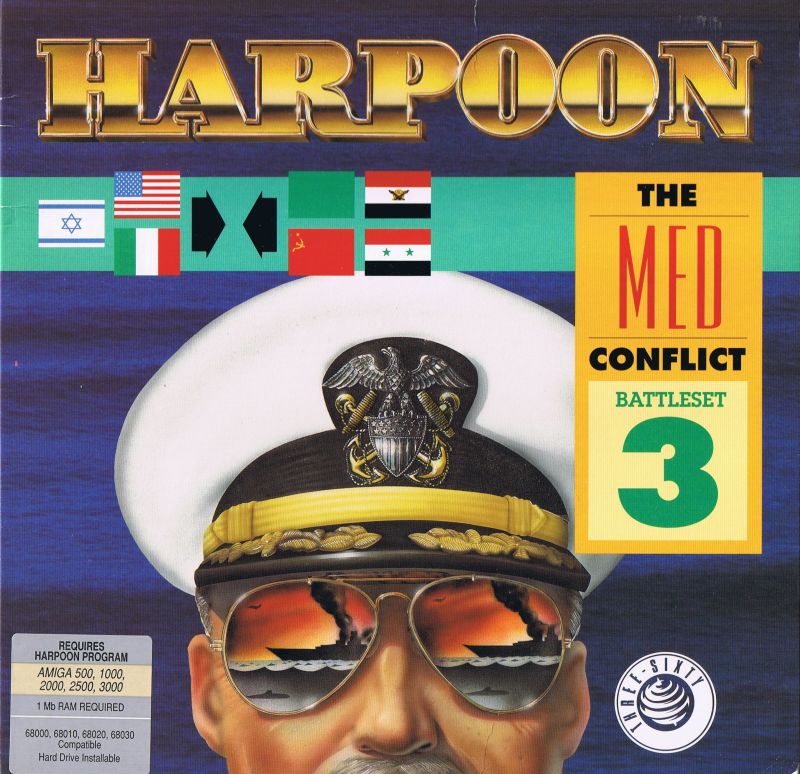 HARPOON
THE
MED
CONFLICT
BATTLESET
3
REQUIRES
HARPOON PROGRAM
AMIGA 500, 1000,
2000, 2500, 3000
1 Mb RAM REQUIRED
68000, 68010, 68020, 68030
Compatible
Hard Drive Installable
THREE-SIXTY